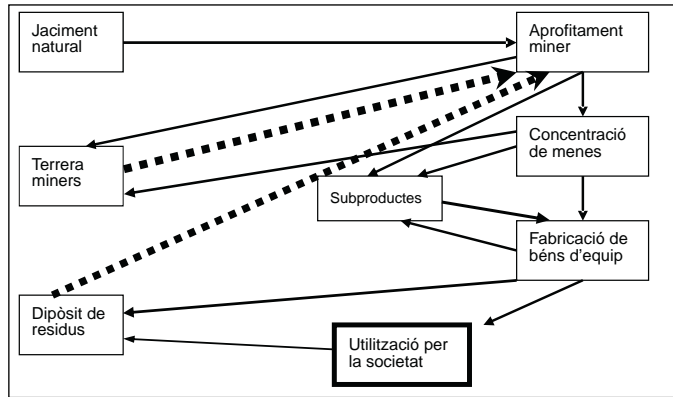 Jaciment
natural
Aprofitament
miner
Terrera
miners
Concentració
de menes
Subproductes
Fabricació de
béns d'equip
Dipòsit de
residus
Utilització per
la societat